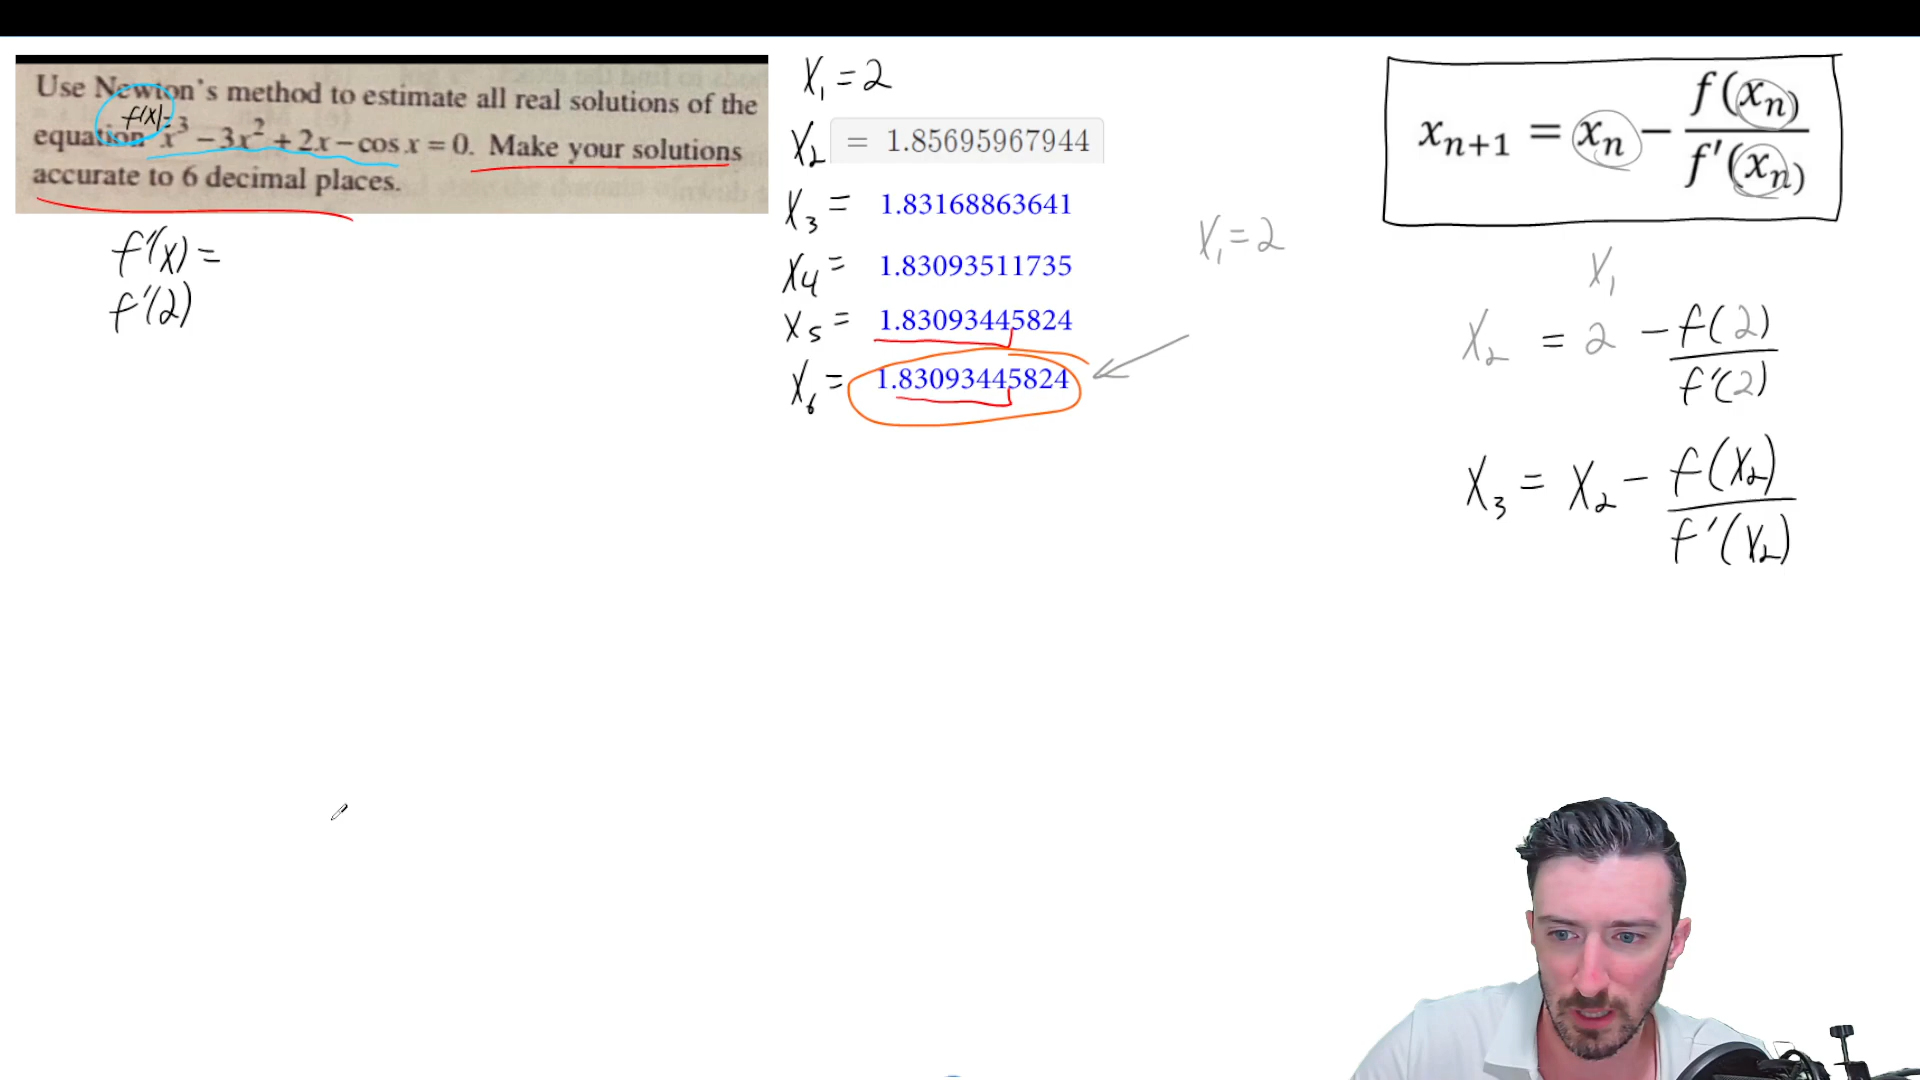 Use Newton's method to estimate all real solutions of the
f(x)=
equation x³ − 3x² + 2x − cos x = 0. Make your solutions
accurate to 6 decimal places.
f'(x) =
f'(2)
x₁ = 2
x₂ = 1.85695967944
x₃ = 1.83168863641
x₄ = 1.83093511735
x₅ = 1.83093445824
x₆ = 1.83093445824
x₁ = 2
xₙ₊₁ = xₙ − f(xₙ) / f'(xₙ)
x₁
x₂ = 2 − f(2) / f'(2)
x₃ = x₂ − f(x₂) / f'(x₂)